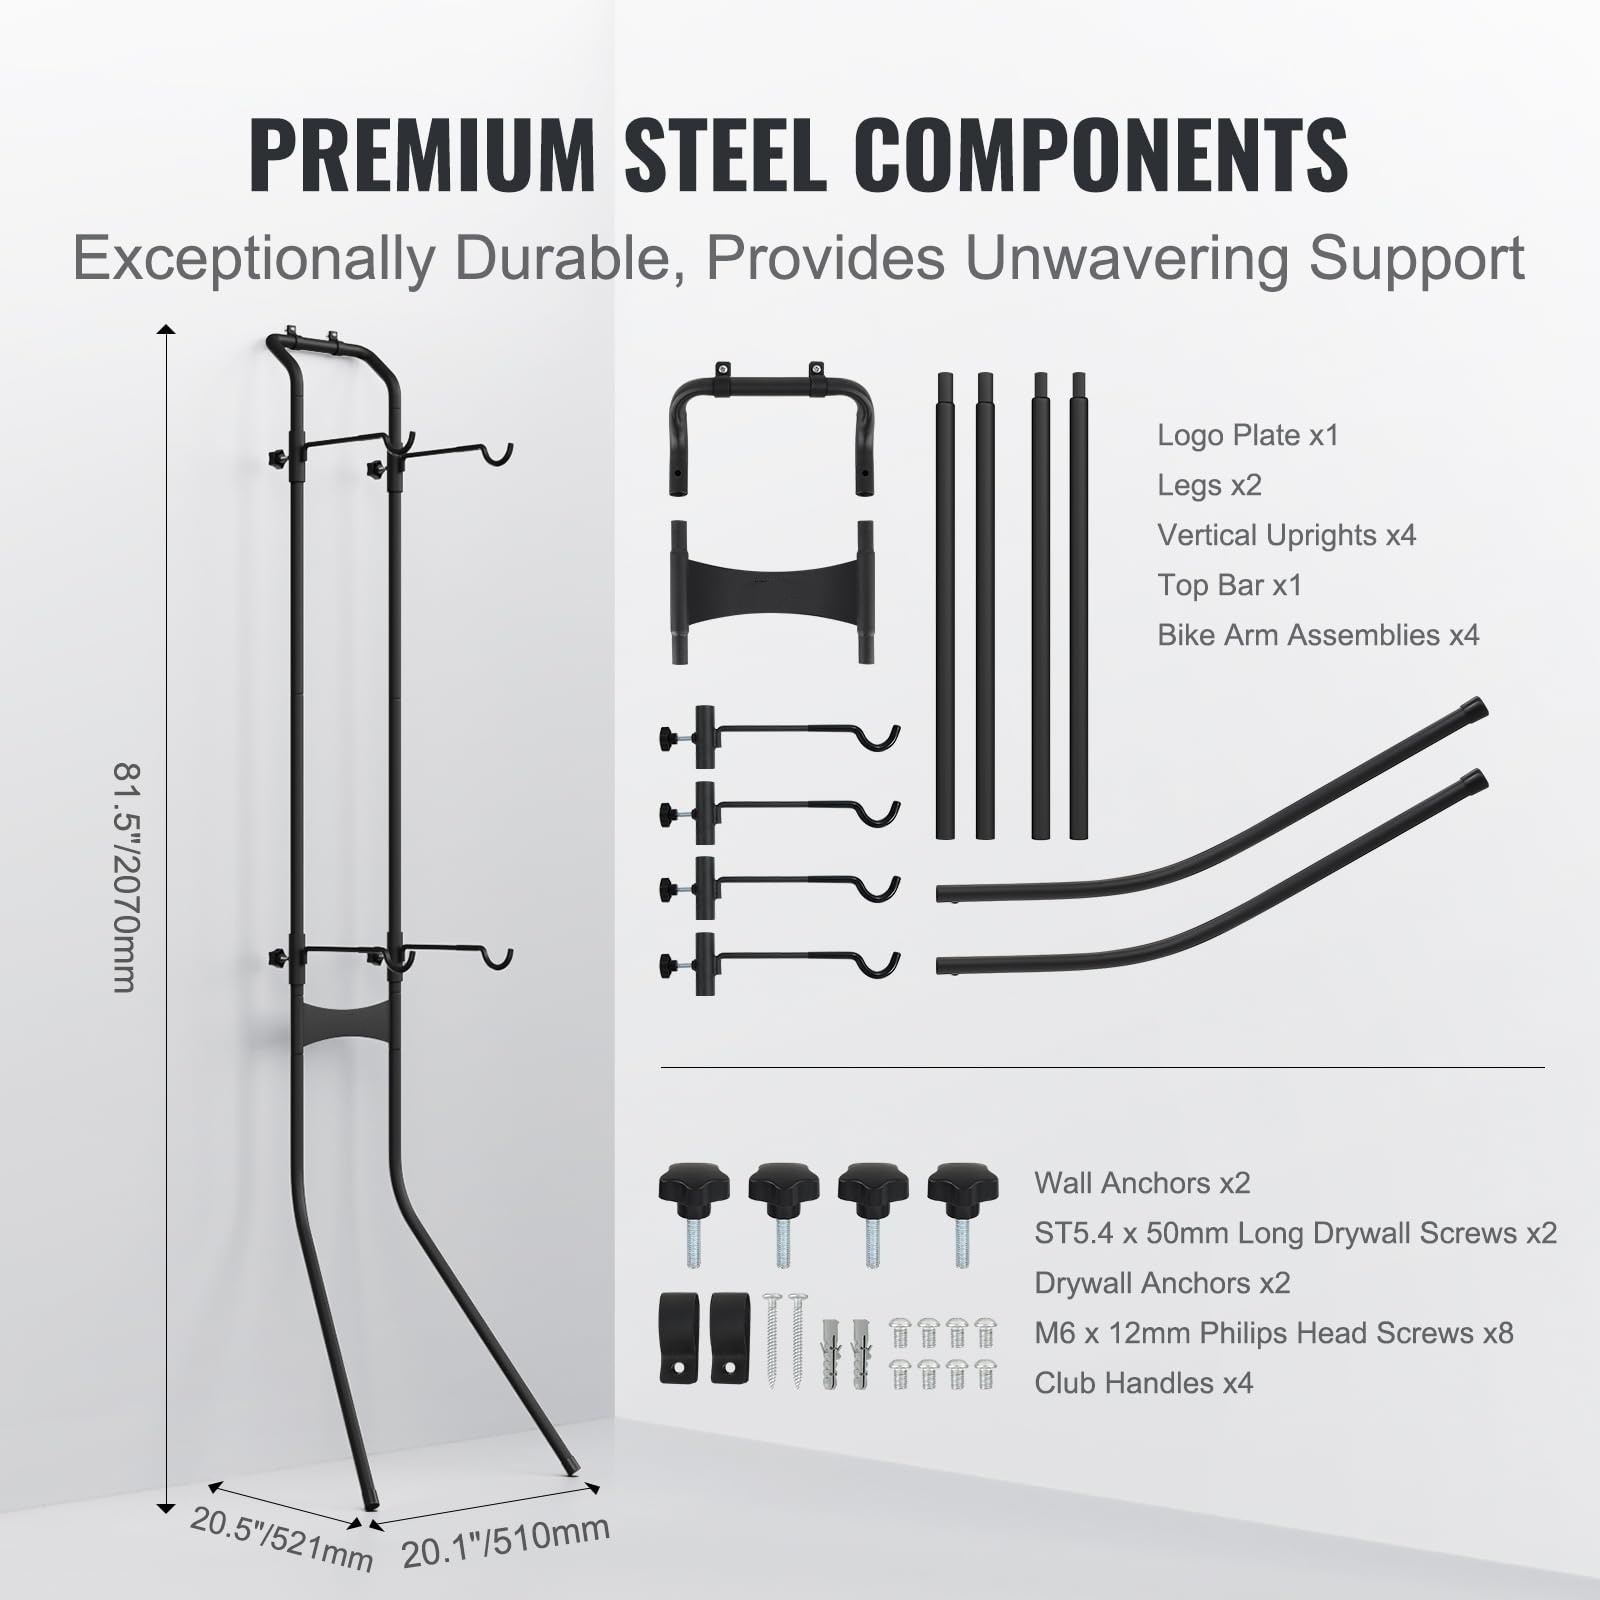 PREMIUM STEEL COMPONENTS
Exceptionally Durable, Provides Unwavering Support
Logo Plate x1
Legs x2
Vertical Uprights x4
Top Bar x1
Bike Arm Assemblies x4
81.5"/2070mm
Wall Anchors x2
ST5.4 x 50mm Long Drywall Screws x2
Drywall Anchors x2
M6 x 12mm Philips Head Screws x8
Club Handles x4
20.5"/521mm
20.1"/510mm